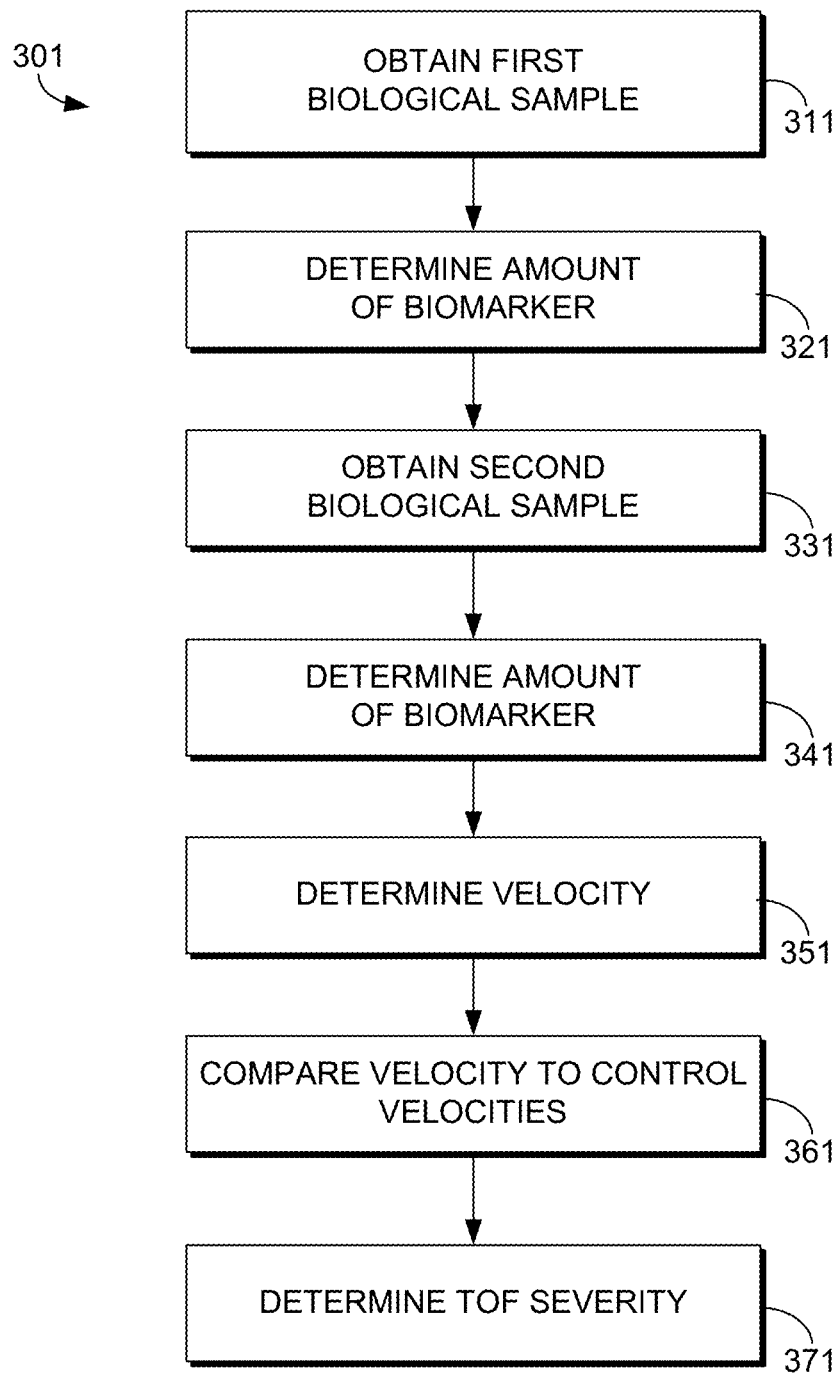 301
OBTAIN FIRST
BIOLOGICAL SAMPLE
311
DETERMINE AMOUNT
OF BIOMARKER
321
OBTAIN SECOND
BIOLOGICAL SAMPLE
331
DETERMINE AMOUNT
OF BIOMARKER
341
DETERMINE VELOCITY
351
COMPARE VELOCITY TO CONTROL
VELOCITIES
361
DETERMINE TOF SEVERITY
371